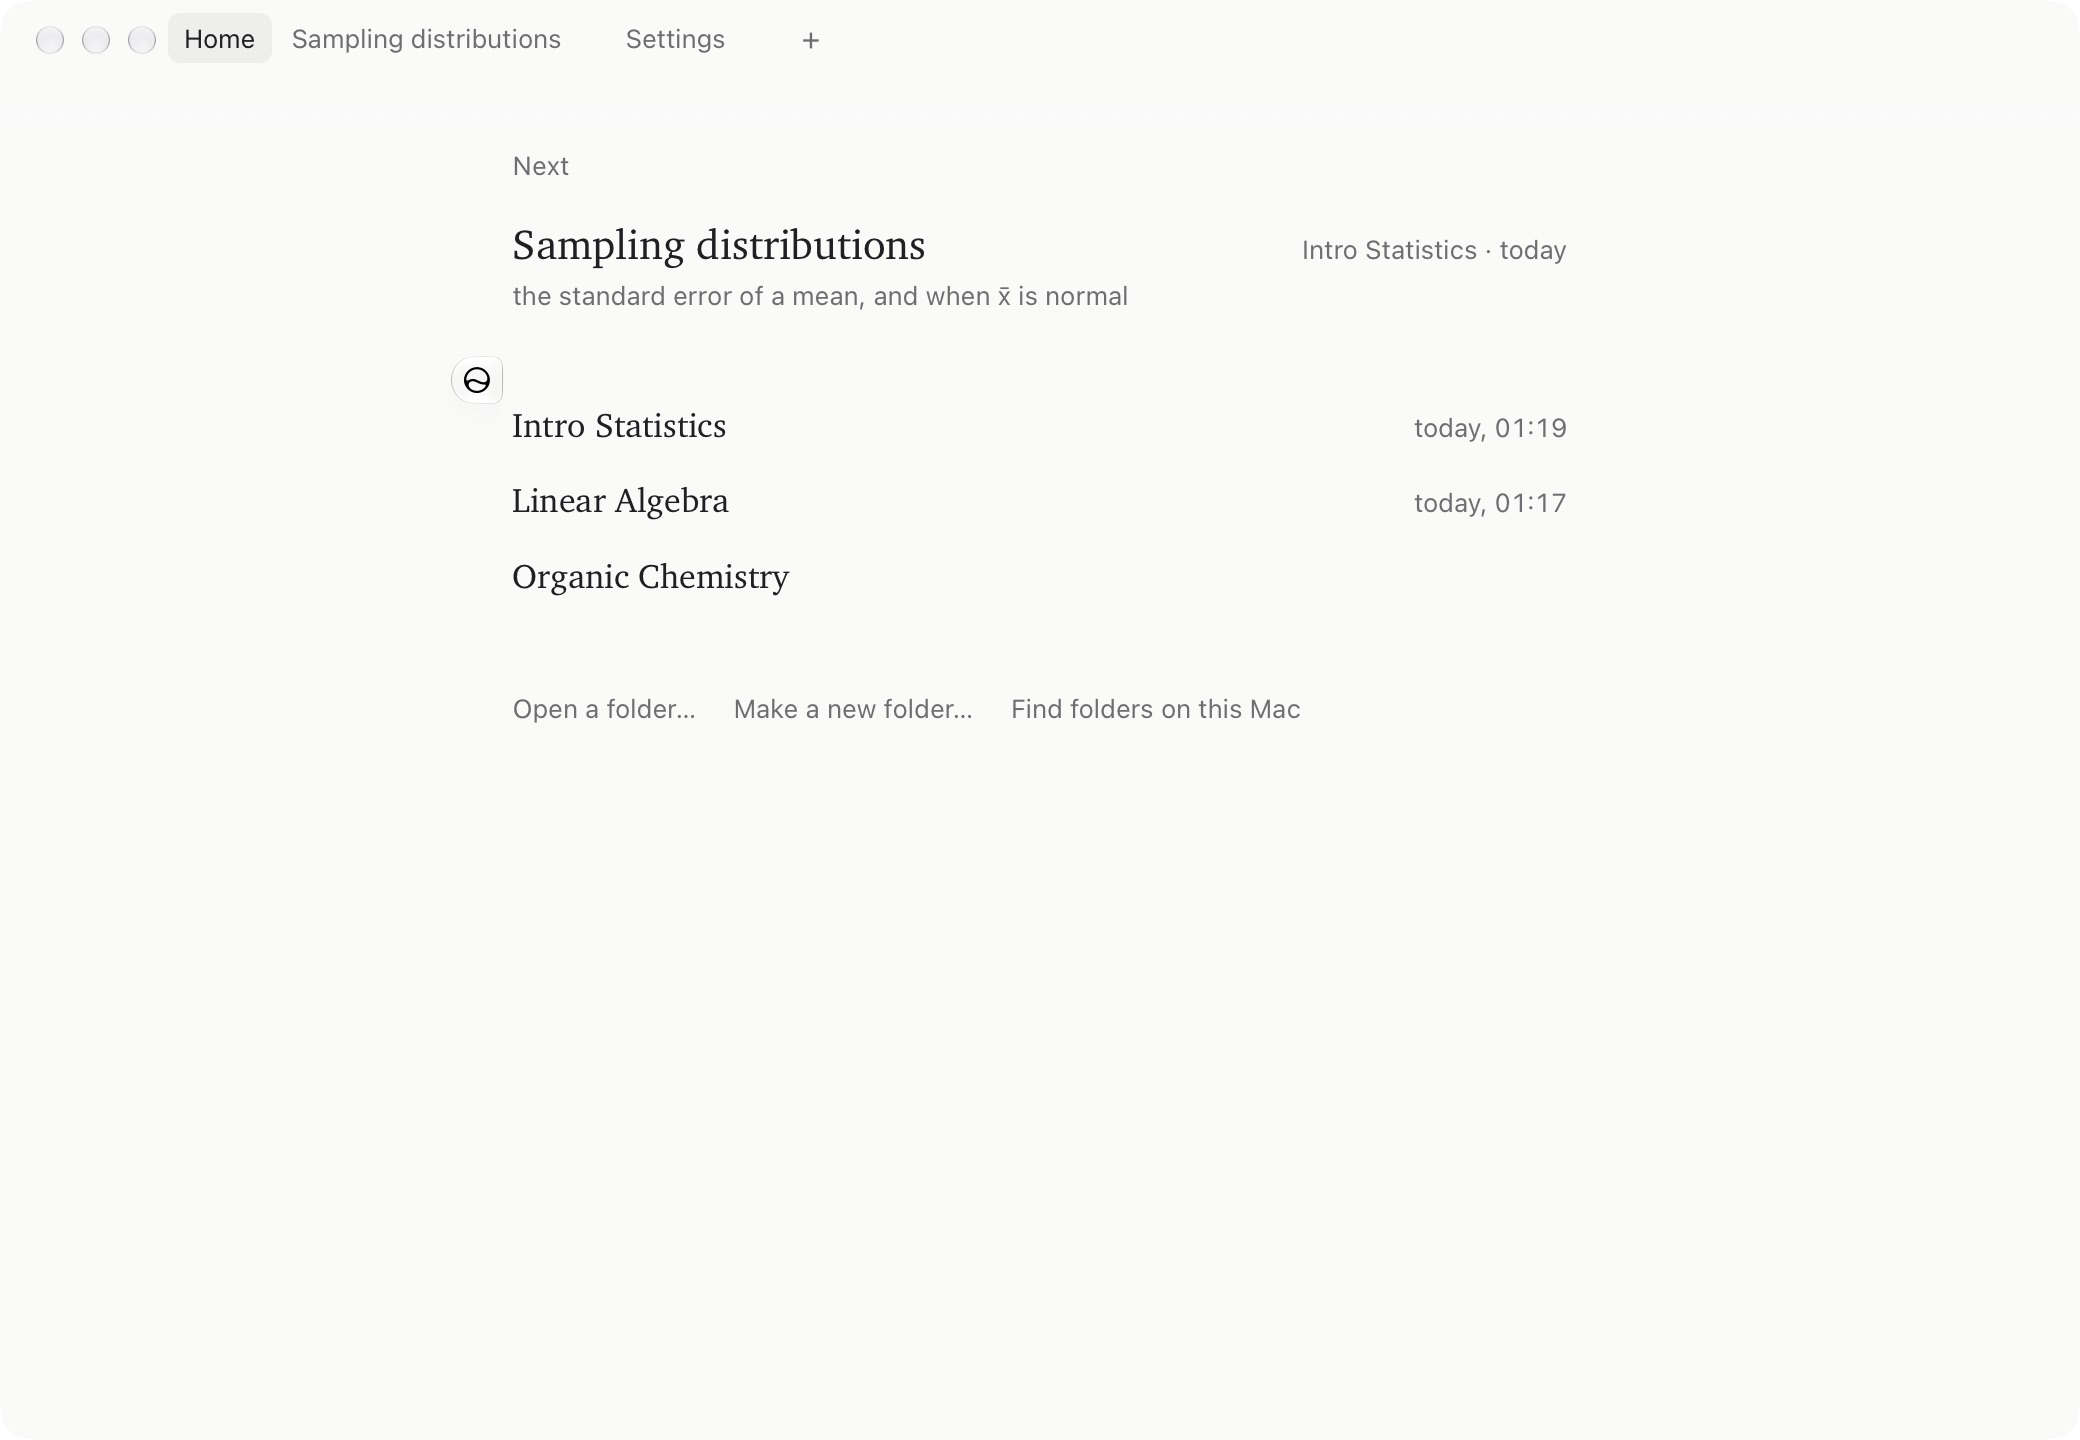 Home Sampling distributions Settings +
Next
Sampling distributions Intro Statistics · today
the standard error of a mean, and when x̄ is normal
Intro Statistics today, 01:19
Linear Algebra today, 01:17
Organic Chemistry
Open a folder... Make a new folder... Find folders on this Mac